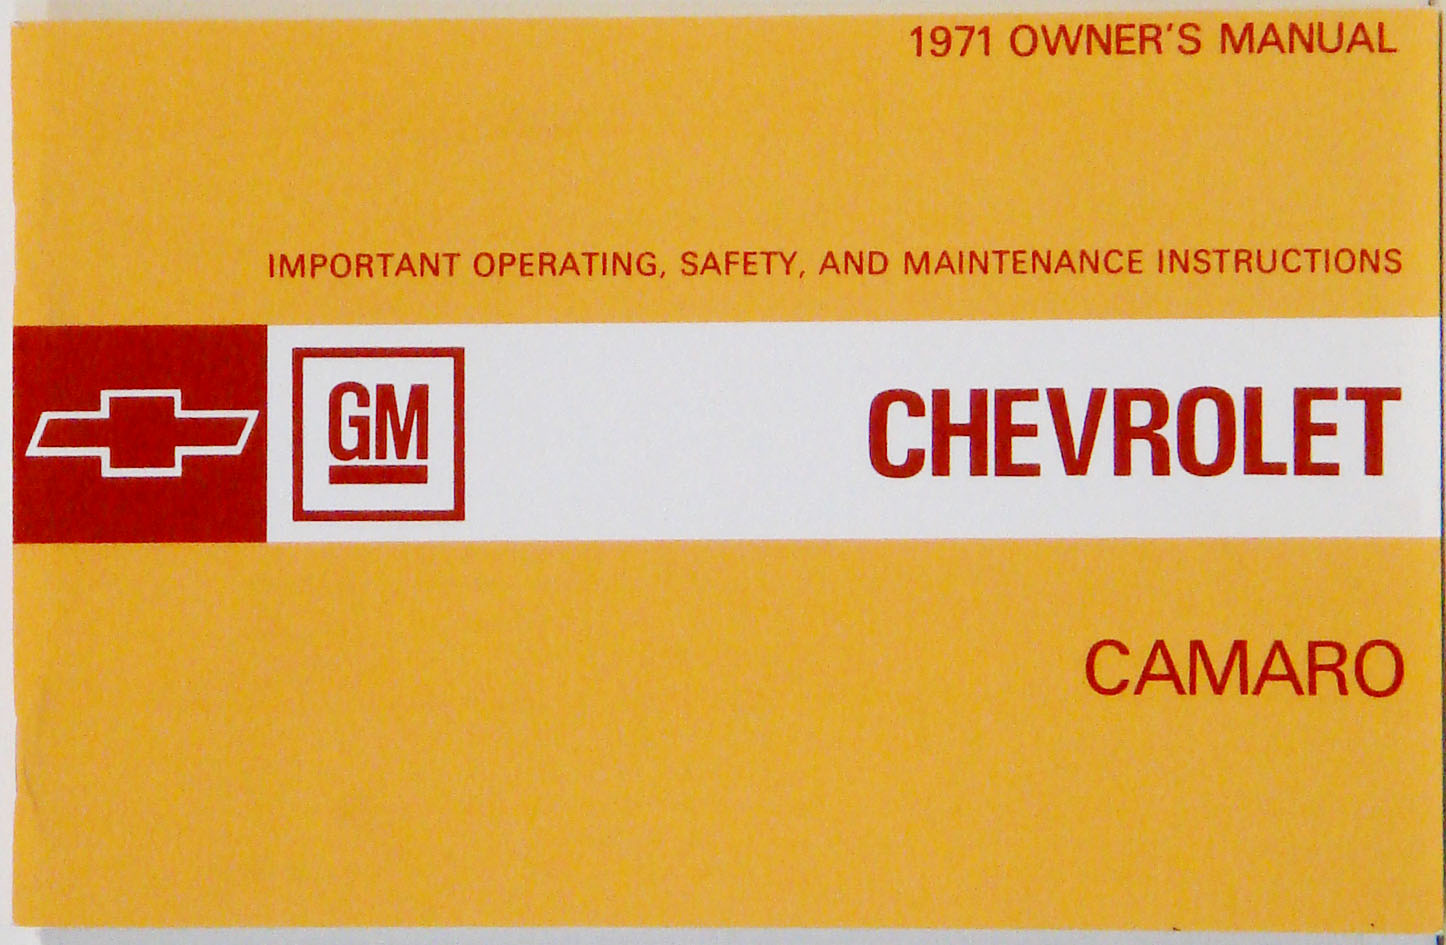 1971 OWNER'S MANUAL
IMPORTANT OPERATING, SAFETY, AND MAINTENANCE INSTRUCTIONS
GM
CHEVROLET
CAMARO